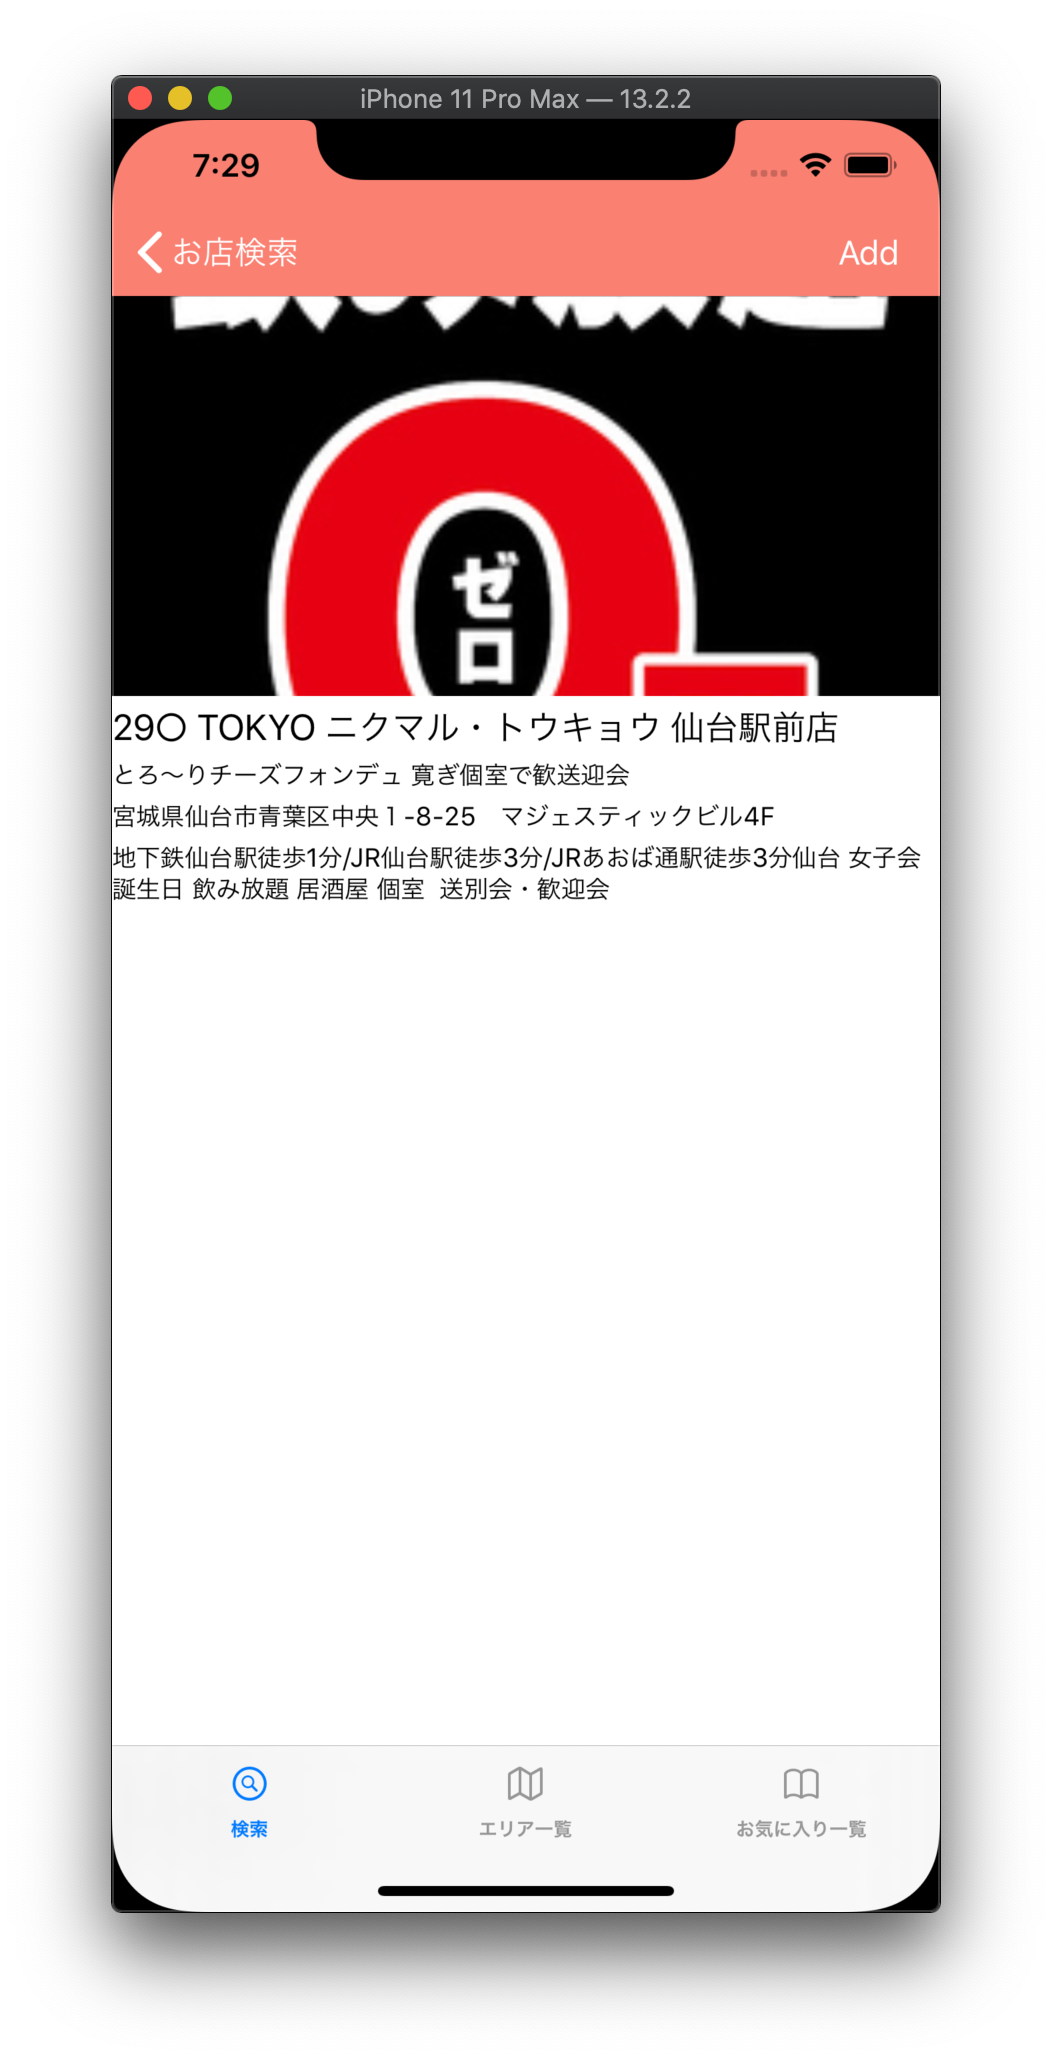 iPhone 11 Pro Max — 13.2.2
7:29
お店検索
Add
ゼロ
29〇 TOKYO ニクマル・トウキョウ 仙台駅前店
とろ〜りチーズフォンデュ 寛ぎ個室で歓送迎会
宮城県仙台市青葉区中央１-8-25　マジェスティックビル4F
地下鉄仙台駅徒歩1分/JR仙台駅徒歩3分/JRあおば通駅徒歩3分仙台 女子会
誕生日 飲み放題 居酒屋 個室  送別会・歓迎会
検索
エリア一覧
お気に入り一覧